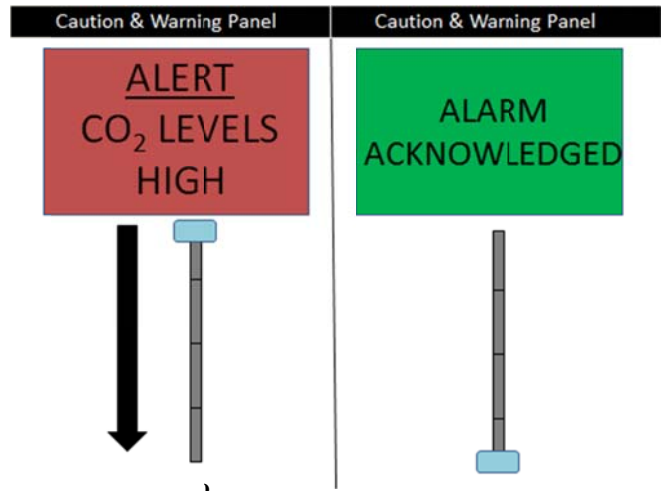 Caution & Warning Panel
ALERT
CO₂ LEVELS
HIGH
Caution & Warning Panel
ALARM
ACKNOWLEDGED